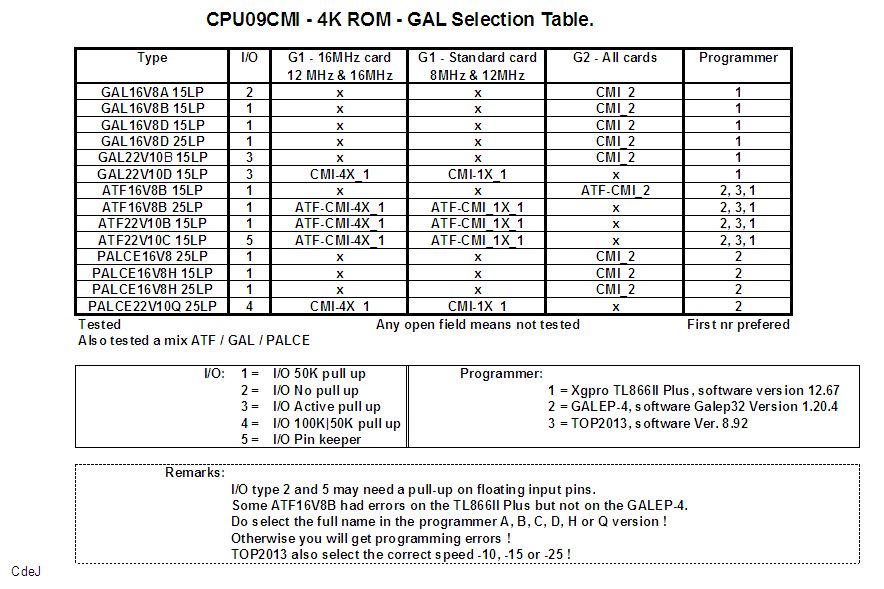 CPU09CMI - 4K ROM - GAL Selection Table.
Type I/O G1 - 16MHz card G1 - Standard card G2 - All cards Programmer
12 MHz & 16MHz 8MHz & 12MHz
GAL16V8A 15LP 2 x x CMI_2 1
GAL16V8B 15LP 1 x x CMI_2 1
GAL16V8D 15LP 1 x x CMI_2 1
GAL16V8D 25LP 1 x x CMI_2 1
GAL22V10B 15LP 3 x x CMI_2 1
GAL22V10D 15LP 3 CMI-4X_1 CMI-1X_1 x 1
ATF16V8B 15LP 1 x x ATF-CMI_2 2, 3, 1
ATF16V8B 25LP 1 ATF-CMI-4X_1 ATF-CMI_1X_1 x 2, 3, 1
ATF22V10B 15LP 1 ATF-CMI-4X_1 ATF-CMI_1X_1 x 2, 3, 1
ATF22V10C 15LP 5 ATF-CMI-4X_1 ATF-CMI_1X_1 x 2, 3, 1
PALCE16V8 25LP 1 x x CMI_2 2
PALCE16V8H 15LP 1 x x CMI_2 2
PALCE16V8H 25LP 1 x x CMI_2 2
PALCE22V10Q 25LP 4 CMI-4X_1 CMI-1X_1 x 2
Tested Any open field means not tested First nr prefered
Also tested a mix ATF / GAL / PALCE
I/O: 1 = I/O 50K pull up Programmer:
2 = I/O No pull up 1 = Xgpro TL866II Plus, software version 12.67
3 = I/O Active pull up 2 = GALEP-4, software Galep32 Version 1.20.4
4 = I/O 100K|50K pull up 3 = TOP2013, software Ver. 8.92
5 = I/O Pin keeper
Remarks:
I/O type 2 and 5 may need a pull-up on floating input pins.
Some ATF16V8B had errors on the TL866II Plus but not on the GALEP-4.
Do select the full name in the programmer A, B, C, D, H or Q version !
Otherwise you will get programming errors !
TOP2013 also select the correct speed -10, -15 or -25 !
CdeJ